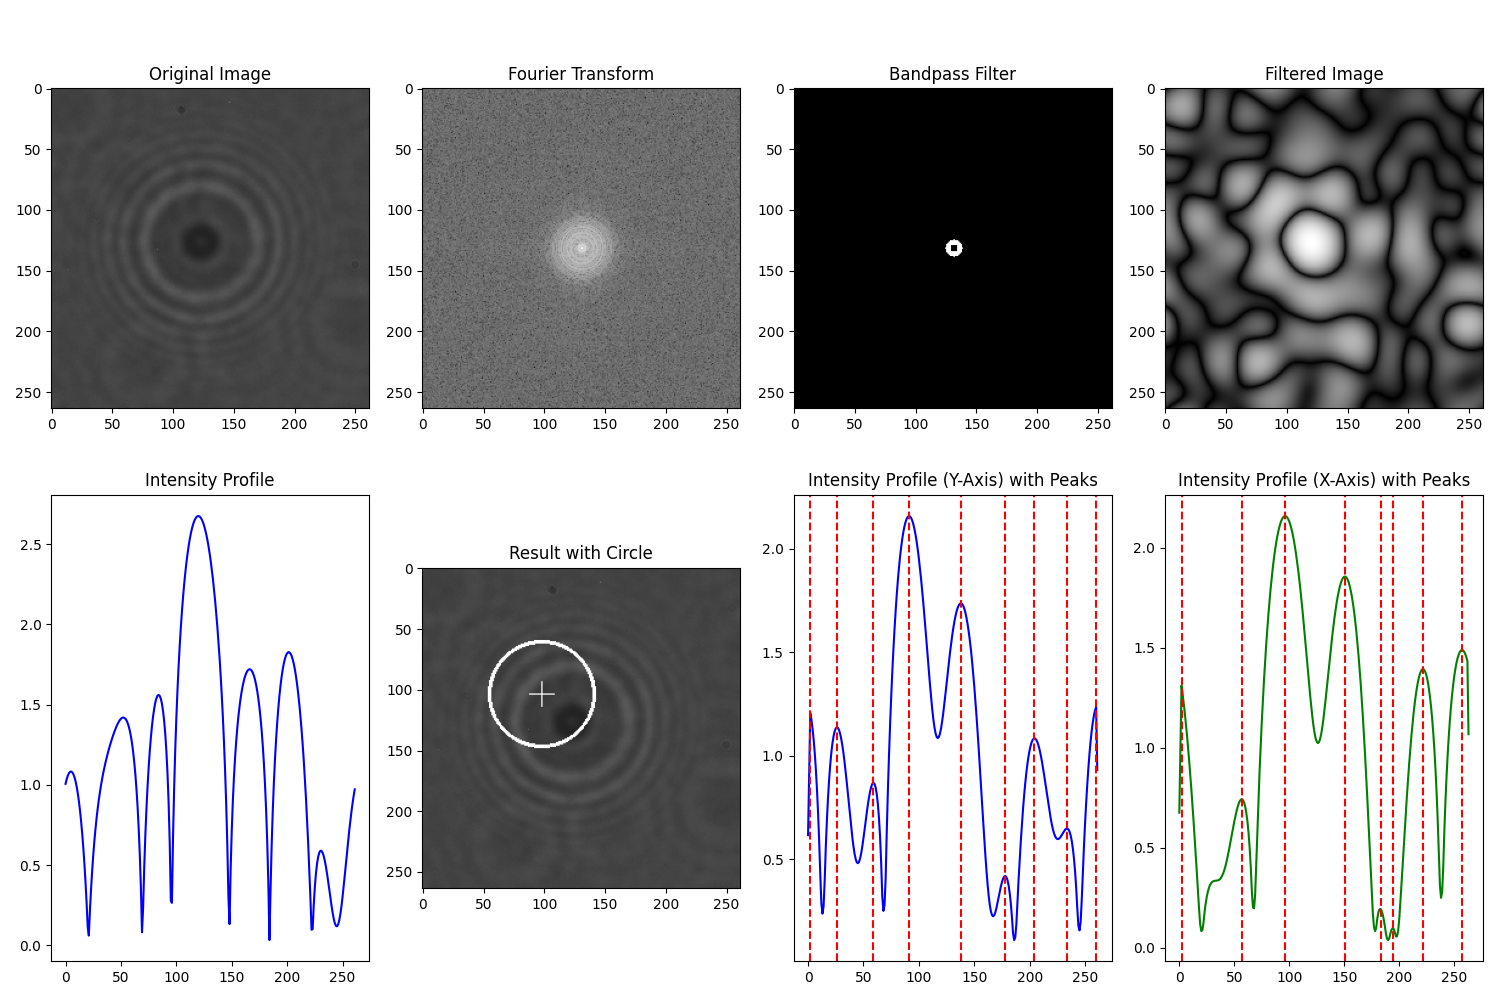 Original Image
Fourier Transform
Bandpass Filter
Filtered Image
0
50
100
150
200
250
0 50 100 150 200 250
0
50
100
150
200
250
0 50 100 150 200 250
0
50
100
150
200
250
0 50 100 150 200 250
0
50
100
150
200
250
0 50 100 150 200 250
Intensity Profile
2.5
2.0
1.5
1.0
0.5
0.0
0 50 100 150 200 250
Result with Circle
0
50
100
150
200
250
0 50 100 150 200 250
Intensity Profile (Y-Axis) with Peaks
2.0
1.5
1.0
0.5
0 50 100 150 200 250
Intensity Profile (X-Axis) with Peaks
2.0
1.5
1.0
0.5
0.0
0 50 100 150 200 250